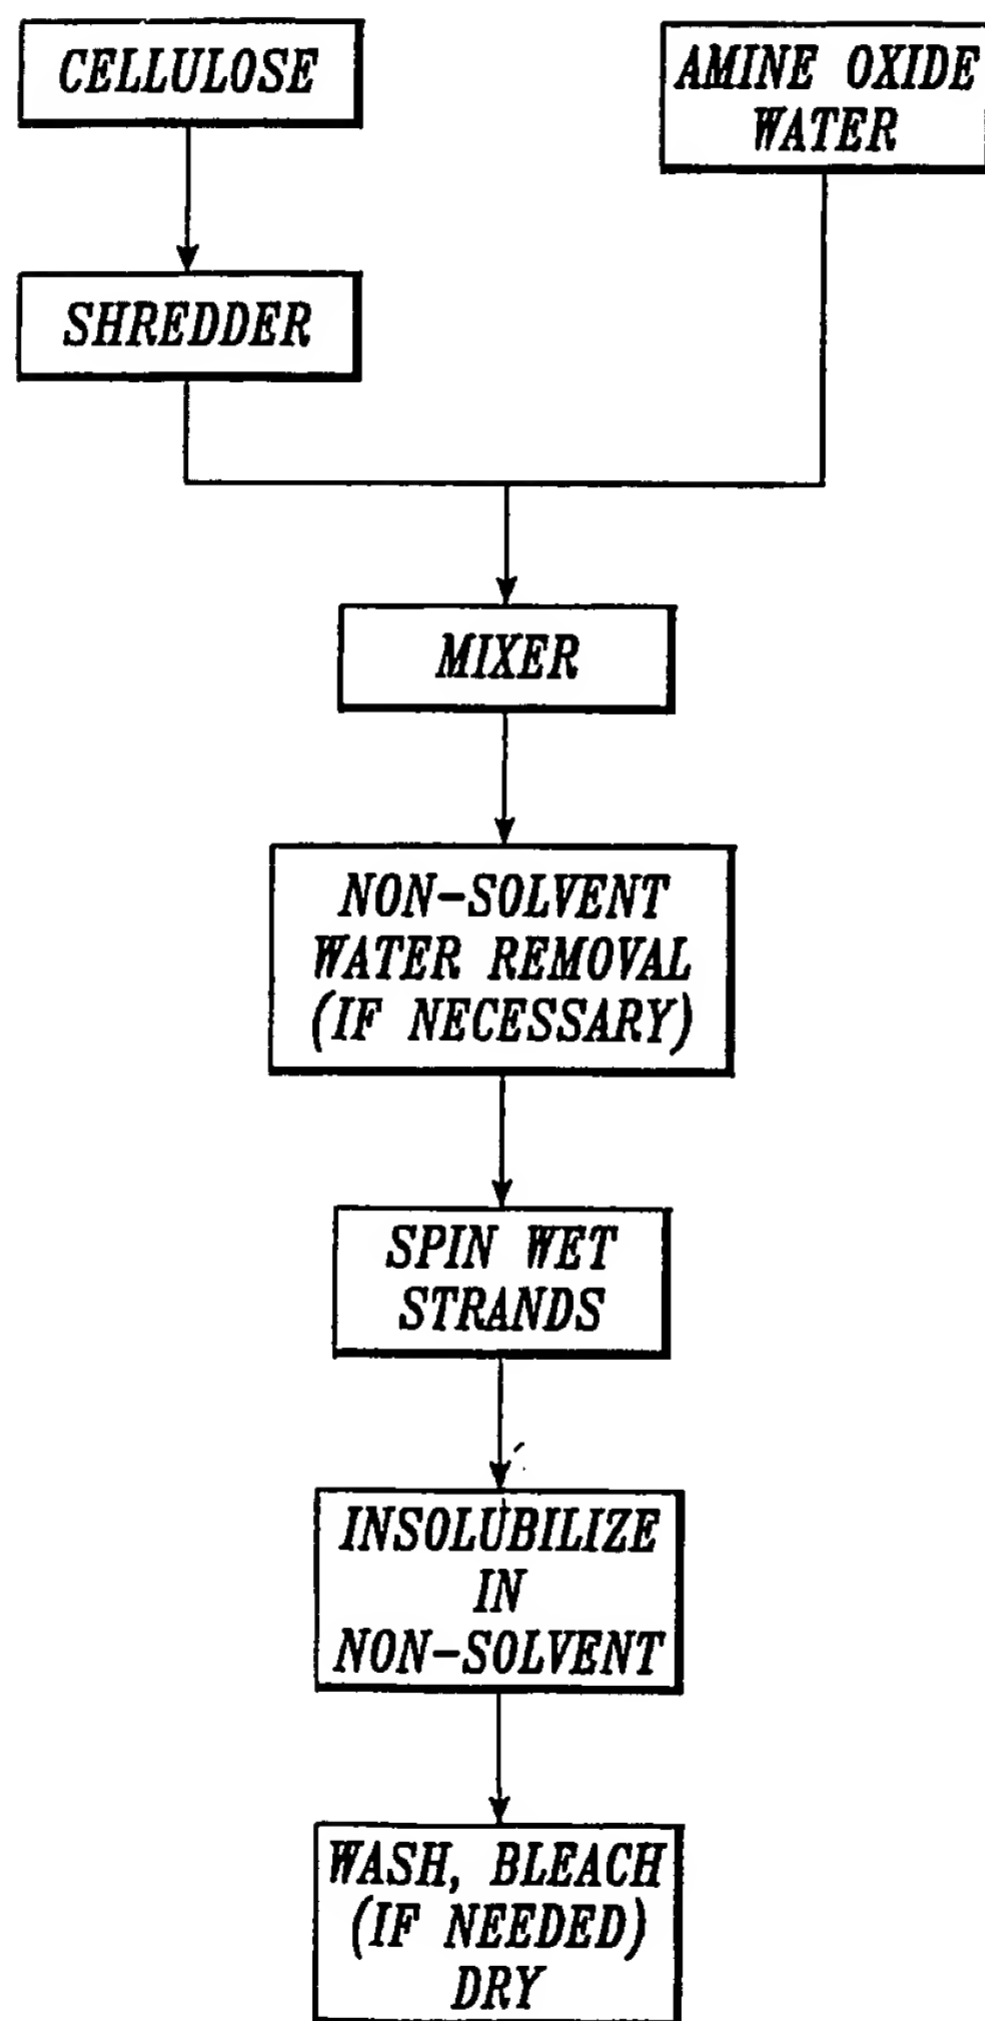 CELLULOSE
AMINE OXIDE
WATER
SHREDDER
MIXER
NON-SOLVENT
WATER REMOVAL
(IF NECESSARY)
SPIN WET
STRANDS
INSOLUBILIZE
IN
NON-SOLVENT
WASH, BLEACH
(IF NEEDED)
DRY